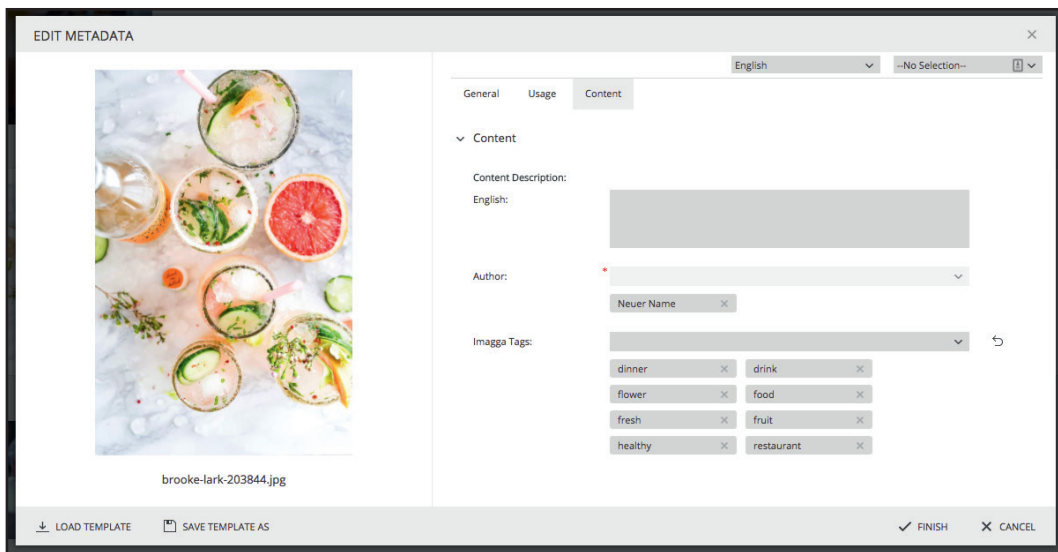 EDIT METADATA
English
--No Selection--
General Usage Content
Content
Content Description:
English:
Author: *
Neuer Name
Imagga Tags:
dinner drink
flower food
fresh fruit
healthy restaurant
brooke-lark-203844.jpg
LOAD TEMPLATE SAVE TEMPLATE AS FINISH CANCEL